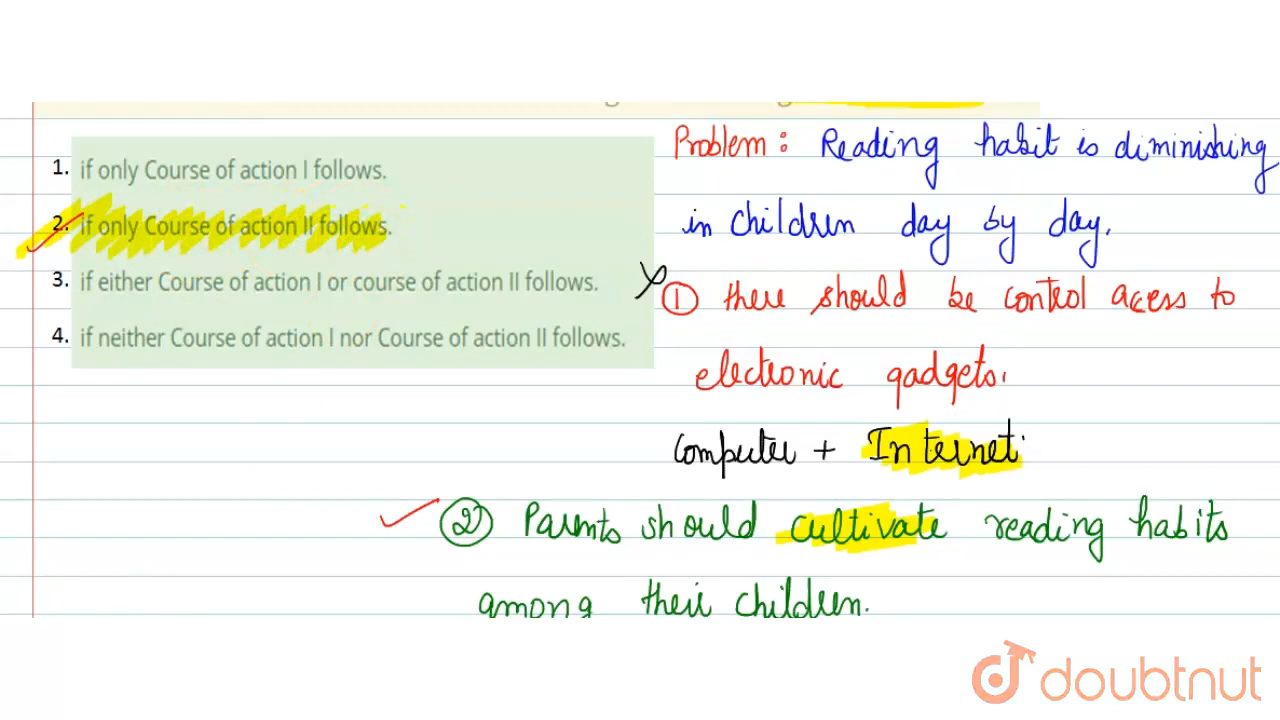 1. if only Course of action I follows.
2. if only Course of action II follows.
3. if either Course of action I or course of action II follows.
4. if neither Course of action I nor Course of action II follows.
Problem : Reading habit is diminishing
in children day by day.
① there should be control acess to
electronic gadgets.
Computer + Internet.
② Parents should cultivate reading habits
among their children.
doubtnut